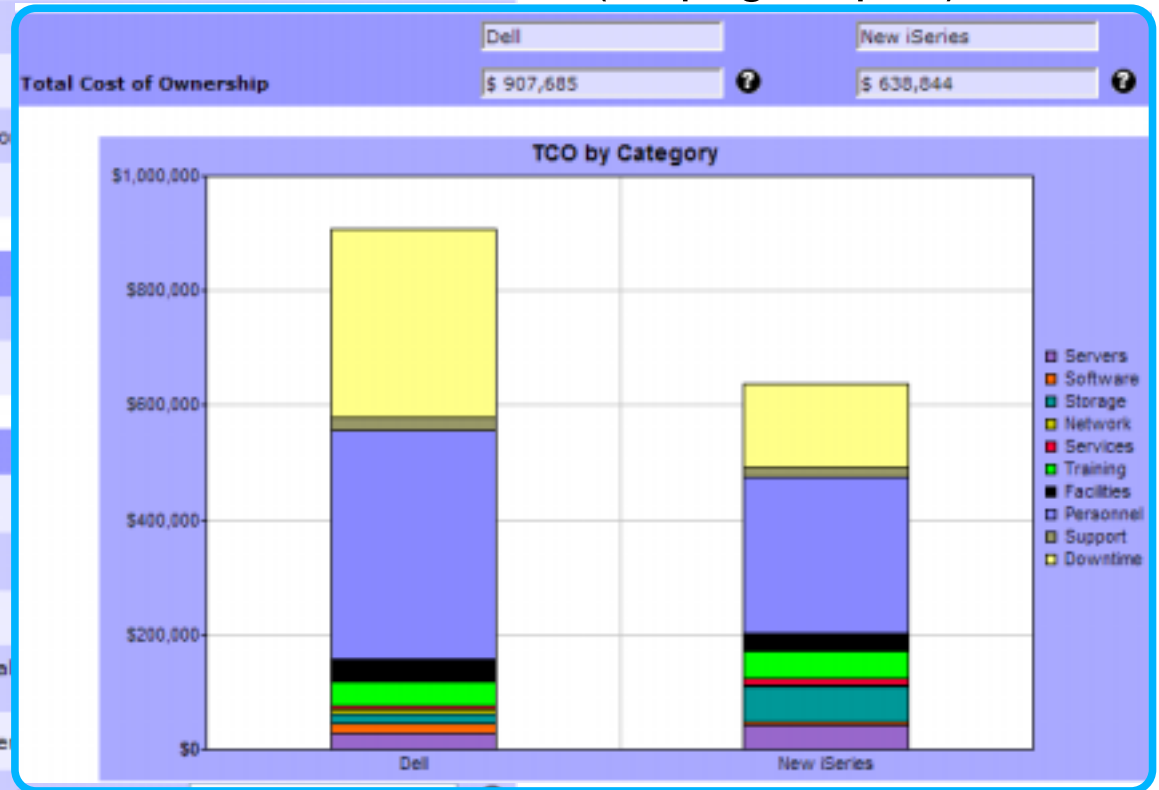 Dell New iSeries
Total Cost of Ownership $ 907,685 ? $ 638,844 ?
TCO by Category
$1,000,000
$800,000
$600,000
$400,000
$200,000
$0
Dell New iSeries
Servers
Software
Storage
Network
Services
Training
Facilities
Personnel
Support
Downtime